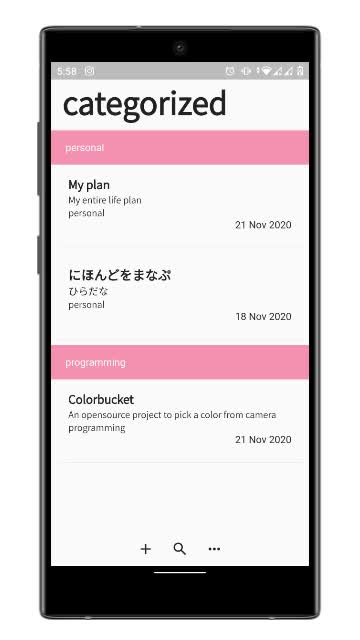 5:58
categorized
personal
My plan
My entire life plan
personal
21 Nov 2020
にほんどをまなぷ
ひらだな
personal
18 Nov 2020
programming
Colorbucket
An opensource project to pick a color from camera
programming
21 Nov 2020